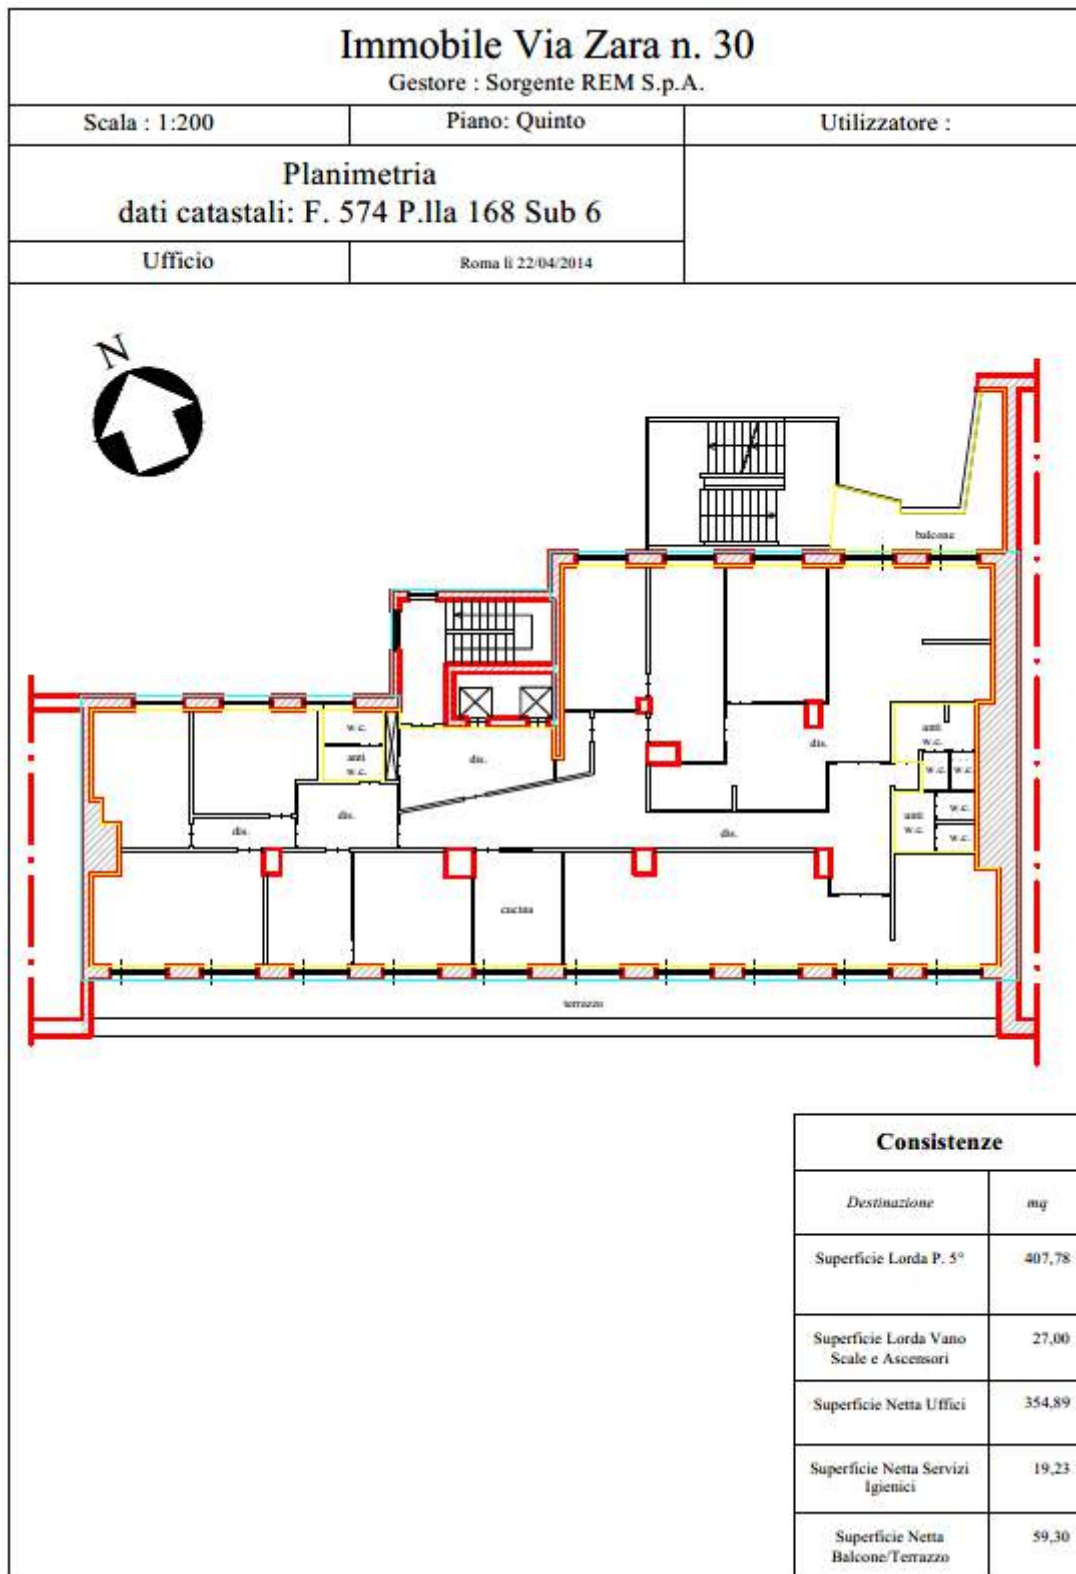 Immobile Via Zara n. 30
Gestore : Sorgente REM S.p.A.
Scala : 1:200
Piano: Quinto
Utilizzatore :
Planimetria
dati catastali: F. 574 P.lla 168 Sub 6
Ufficio
Roma li 22/04/2014
N
balcone
w.c.
anti
w.c.
dis.
dis.
anti
w.c.
w.c.
w.c.
dis.
dis.
dis.
anti
w.c.
w.c.
w.c.
cucina
terrazzo
Consistenze
Destinazione
mq
Superficie Lorda P. 5°
407,78
Superficie Lorda Vano
Scale e Ascensori
27,00
Superficie Netta Uffici
354,89
Superficie Netta Servizi
Igienici
19,23
Superficie Netta
Balcone/Terrazzo
59,30